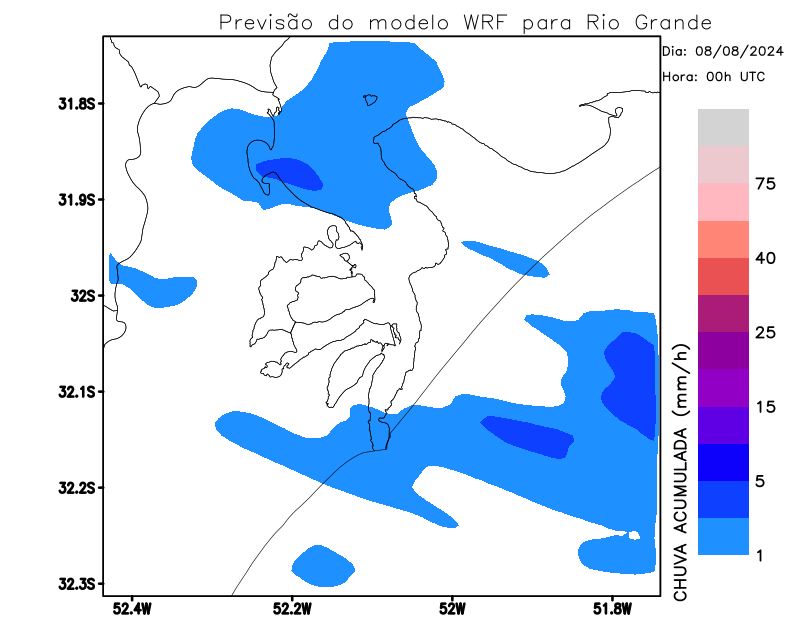 Previsão do modelo WRF para Rio Grande
Dia: 08/08/2024
Hora: 00h UTC
31.8S
31.9S
32S
32.1S
32.2S
32.3S
52.4W
52.2W
52W
51.8W
75
40
25
15
5
1
CHUVA ACUMULADA (mm/h)